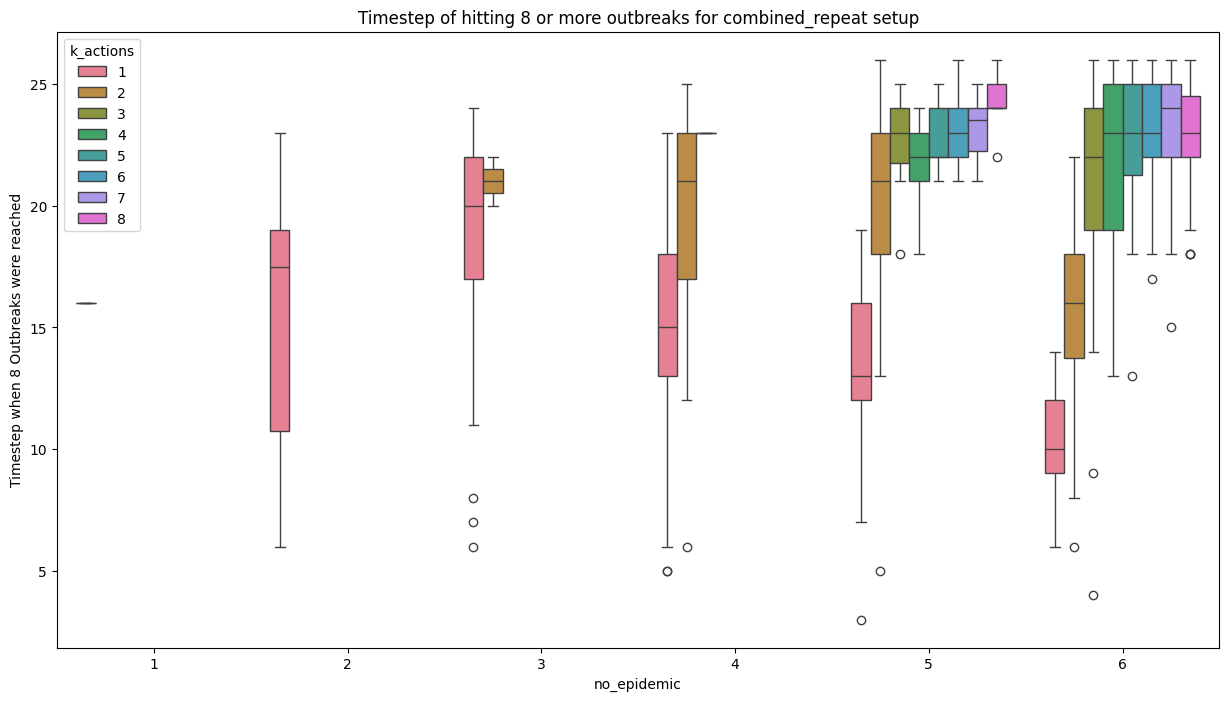 Timestep of hitting 8 or more outbreaks for combined_repeat setup
k_actions
1
2
3
4
5
6
7
8
Timestep when 8 Outbreaks were reached
25
20
15
10
5
1 2 3 4 5 6
no_epidemic